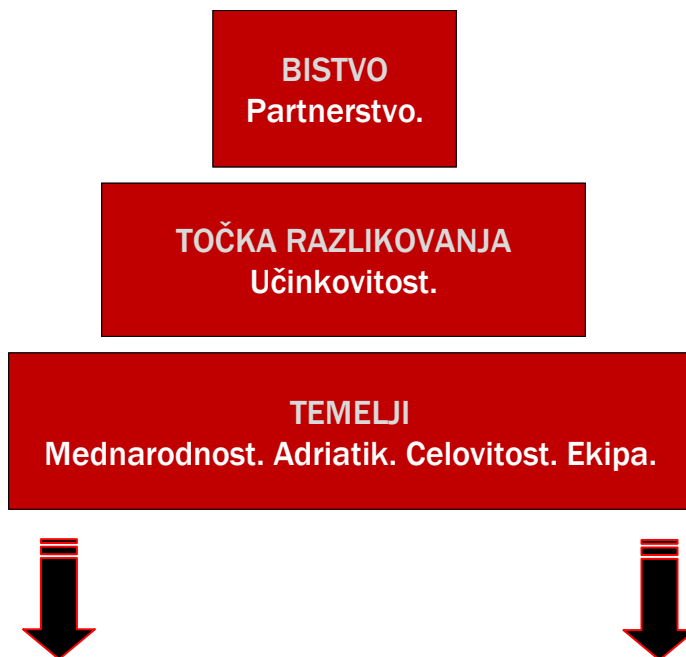 BISTVO
Partnerstvo.
TOČKA RAZLIKOVANJA
Učinkovitost.
TEMELJI
Mednarodnost. Adriatik. Celovitost. Ekipa.